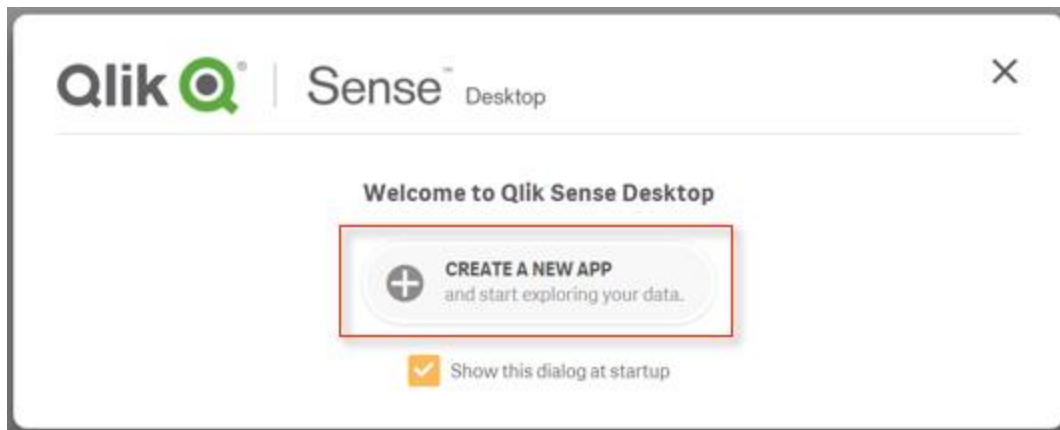 Qlik Q® | Sense™ Desktop
Welcome to Qlik Sense Desktop
CREATE A NEW APP
and start exploring your data.
Show this dialog at startup